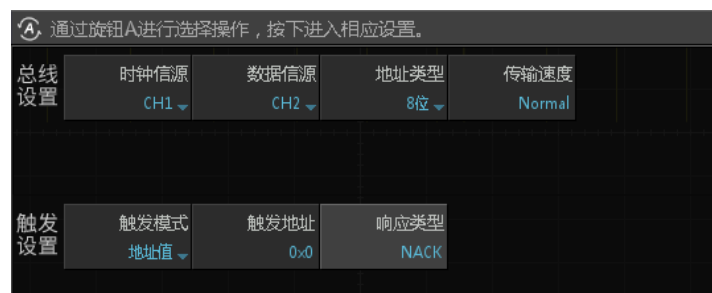 A 通过旋钮A进行选择操作，按下进入相应设置。
总线 时钟信源 数据信源 地址类型 传输速度
设置 CH1 CH2 8位 Normal
触发 触发模式 触发地址 响应类型
设置 地址值 0x0 NACK